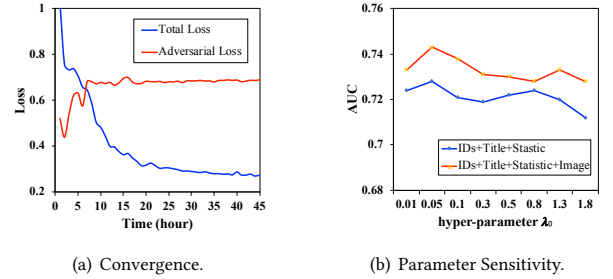 1
0.8
0.6
0.4
0.2
Loss
Total Loss
Adversarial Loss
0 5 10 15 20 25 30 35 40 45
Time (hour)
(a) Convergence.
0.76
0.74
0.72
0.7
0.68
AUC
IDs+Title+Stastic
IDs+Title+Statistic+Image
0.01 0.05 0.1 0.3 0.5 0.8 1.3 1.8
hyper-parameter λ₀
(b) Parameter Sensitivity.